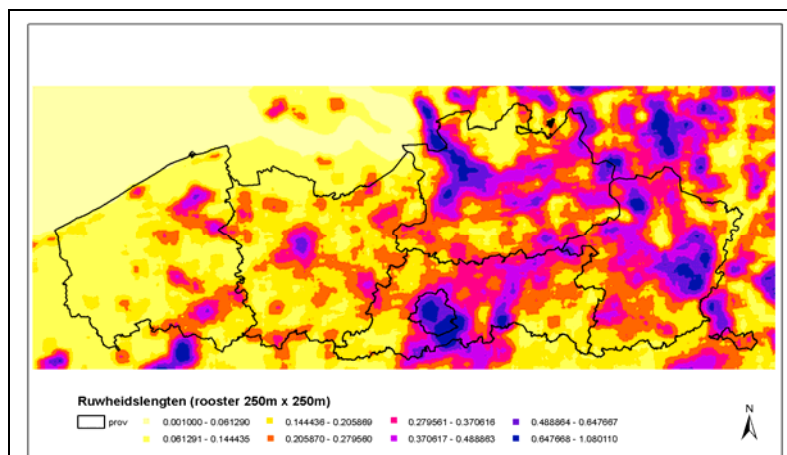 Ruwheidslengten (rooster 250m x 250m)
prov 0.001000 - 0.061290 0.144436 - 0.205869 0.279561 - 0.370616 0.488864 - 0.647667
0.061291 - 0.144435 0.205870 - 0.279560 0.370617 - 0.488863 0.647668 - 1.080110
N